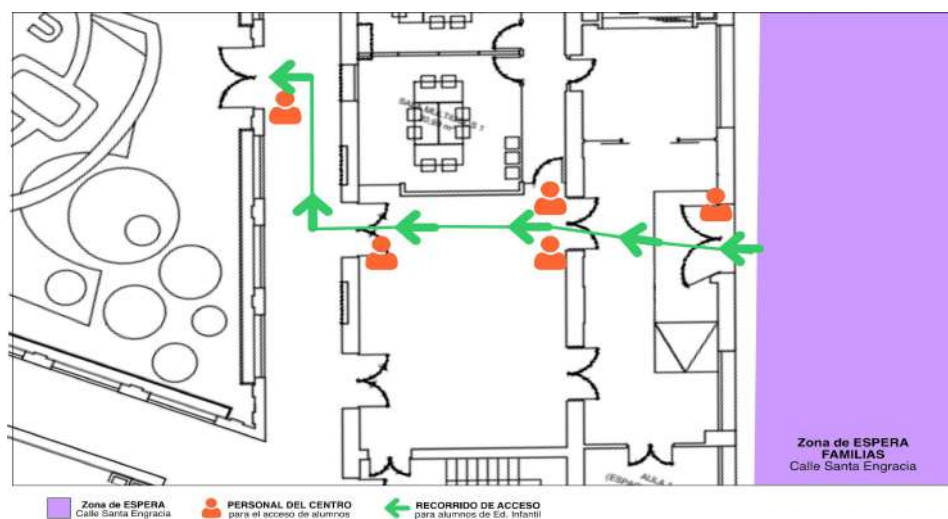 Zona de ESPERA
FAMILIAS
Calle Santa Engracia
Zona de ESPERA
Calle Santa Engracia
PERSONAL DEL CENTRO
para el acceso de alumnos
RECORRIDO DE ACCESO
para alumnos de Ed. Infantil